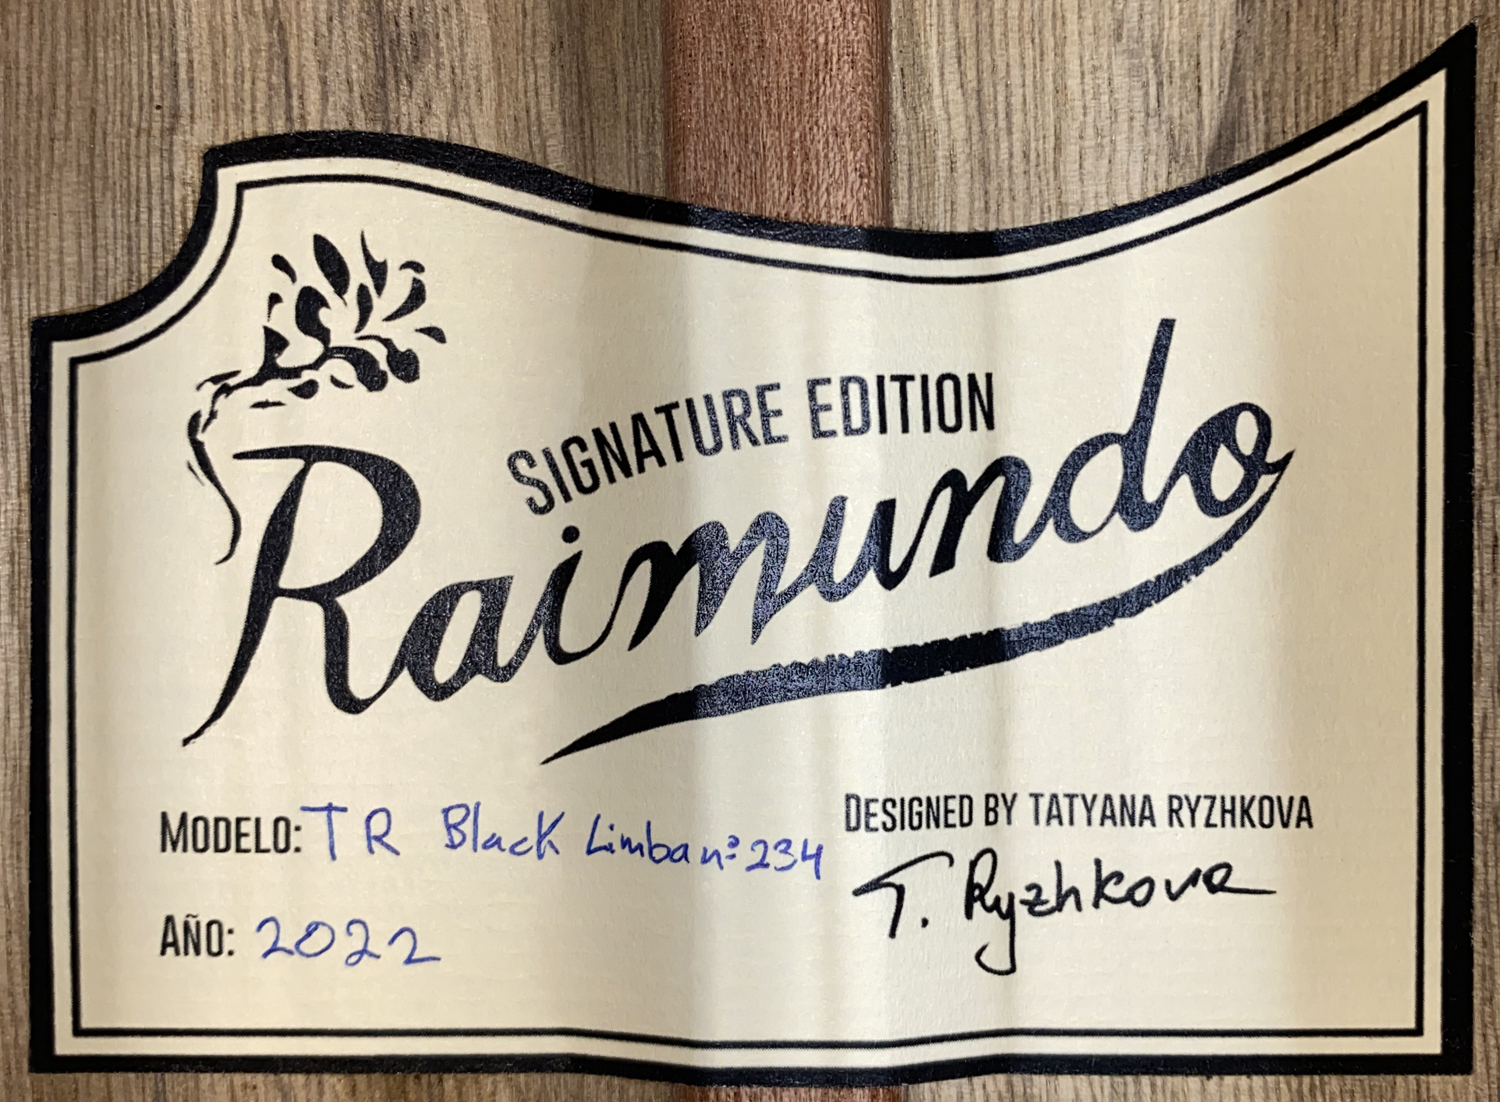 SIGNATURE EDITION
Raimundo
MODELO: TR Black Limba nº 234
AÑO: 2022
DESIGNED BY TATYANA RYZHKOVA
T. Ryzhkova